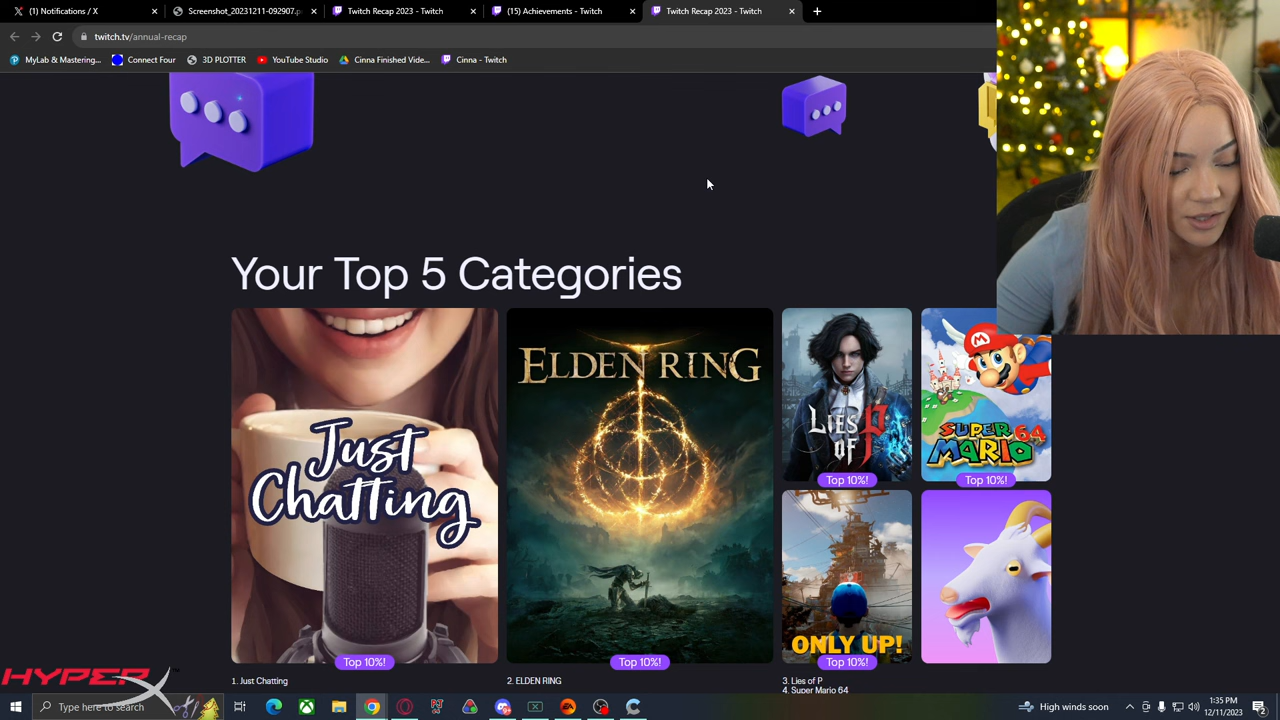 (1) Notifications / X
Screenshot_20231211-092907.p
Twitch Recap 2023 - Twitch
(15) Achievements - Twitch
Twitch Recap 2023 - Twitch
twitch.tv/annual-recap
MyLab & Mastering...
Connect Four
3D PLOTTER
YouTube Studio
Cinna Finished Vide...
Cinna - Twitch
Your Top 5 Categories
Just
Chatting
ELDEN RING
LIES
OF P
SUPER
MARIO 64
M
Top 10%!
Top 10%!
ONLY UP!
Top 10%!
Top 10%!
Top 10%!
1. Just Chatting
2. ELDEN RING
3. Lies of P
4. Super Mario 64
HYPERX
Type here to search
High winds soon
1:35 PM
12/11/2023
2